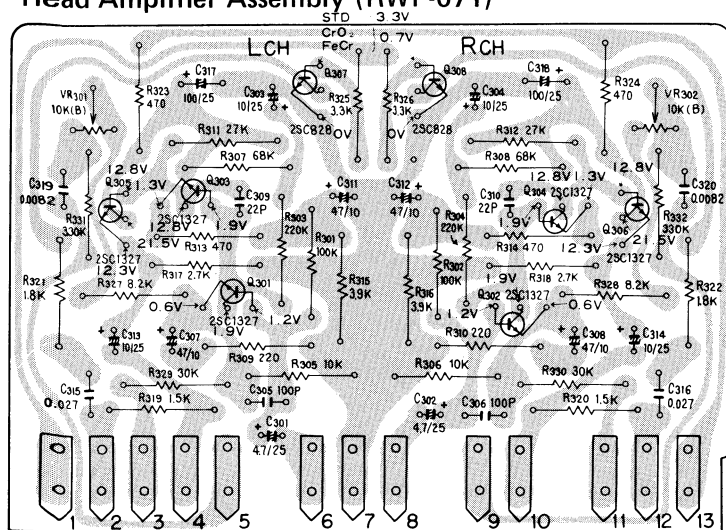 Head Amplifier Assembly (RWF-071)
STD 3.3V
CrO2 0.7V
FeCr
LCH RCH
VR301
10K(B)
R323
470
C317
100/25
C303
10/25
Q307
2SC828
0V
R325
3.3K
R326
3.3K
Q308
2SC828
0V
C304
10/25
C318
100/25
R324
470
VR302
10K(B)
R311 27K
R307 68K
R312 27K
R308 68K
C319
0.0082
R331
330K
12.8V
Q305
1.3V
Q303
12.8V
1.9V
21.5V
2SC1327
12.3V
C309
22P
R303
220K
R301
100K
C311
47/10
C312
47/10
R304
220K
R302
100K
C310
22P
12.8V 1.3V
Q304 2SC1327
1.9V
12.3V
12.8V
Q306
21.5V
2SC1327
R332
330K
C320
0.0082
R313 470
R317 2.7K
R327 8.2K
R321
1.8K
0.6V
Q301
2SC1327
1.9V
1.2V
R315
3.9K
R316
3.9K
R314 470
1.9V
R318 2.7K
Q302 2SC1327
1.2V
0.6V
R328 8.2K
R322
1.8K
C313
10/25
C307
47/10
R309 220
R310 220
C308
47/10
C314
10/25
R305 10K
R306 10K
C315
0.027
R329 30K
R319 1.5K
C305 100P
C301
4.7/25
C302
4.7/25
C306 100P
R330 30K
R320 1.5K
C316
0.027
1 2 3 4 5 6 7 8 9 10 11 12 13